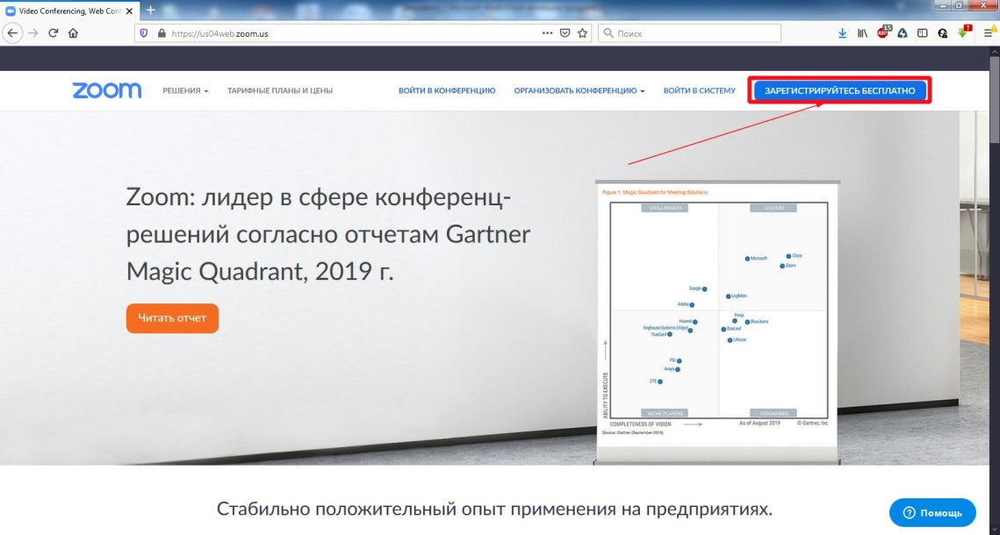 Video Conferencing, Web Conf
https://us04web.zoom.us
Поиск
15
zoom
РЕШЕНИЯ
ТАРИФНЫЕ ПЛАНЫ И ЦЕНЫ
ВОЙТИ В КОНФЕРЕНЦИЮ
ОРГАНИЗОВАТЬ КОНФЕРЕНЦИЮ
ВОЙТИ В СИСТЕМУ
ЗАРЕГИСТРИРУЙТЕСЬ БЕСПЛАТНО
Zoom: лидер в сфере конференц-
решений согласно отчетам Gartner
Magic Quadrant, 2019 г.
Читать отчет
Figure 1. Magic Quadrant for Meeting Solutions
CHALLENGERS
LEADERS
Microsoft
Cisco
Zoom
Google
LogMeIn
Adobe
Huawei
Enghouse Systems (Vidyo)
TrueConf
Pexip
BlueJeans
StarLeaf
Lifesize
PGi
Avaya
ZTE
ABILITY TO EXECUTE
NICHE PLAYERS
VISIONARIES
COMPLETENESS OF VISION
As of August 2019
© Gartner, Inc
Source: Gartner (September 2019)
Стабильно положительный опыт применения на предприятиях.
Помощь